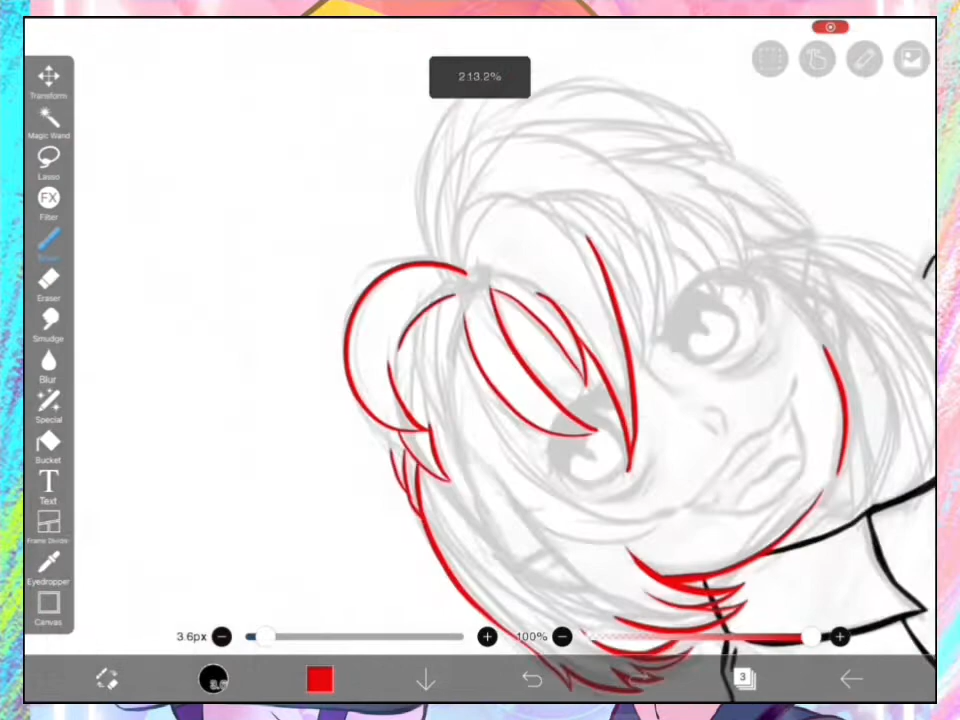 213.2%
Transform
Magic Wand
Lasso
FX
Filter
Eraser
Smudge
Blur
Special
Bucket
T
Text
Frame Divider
Eyedropper
Canvas
3.6px
100%
3